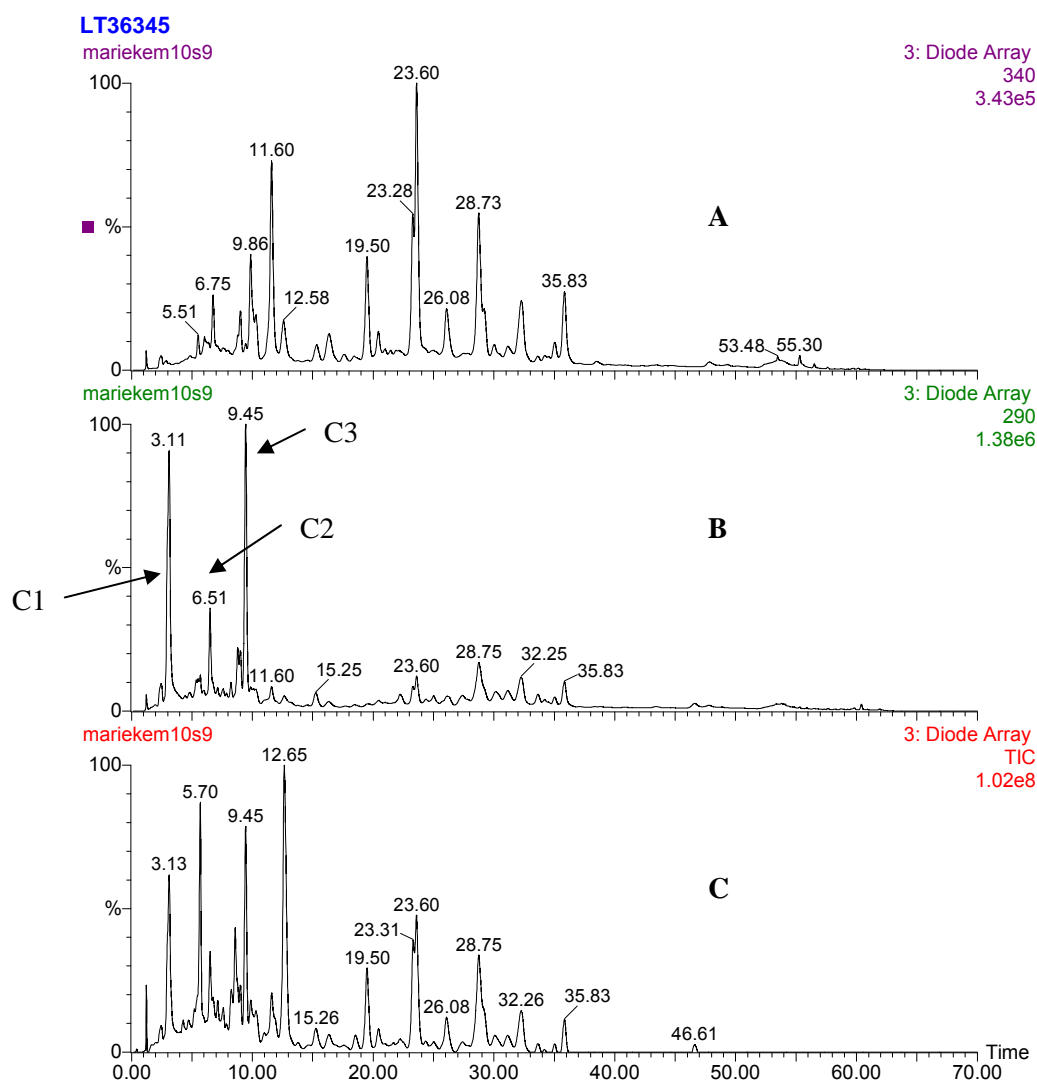 LT36345
mariekem10s9
3: Diode Array
340
3.43e5
100
%
0
5.51
6.75
9.86
11.60
12.58
19.50
23.28
23.60
26.08
28.73
35.83
53.48
55.30
A
mariekem10s9
3: Diode Array
290
1.38e6
100
%
0
3.11
6.51
9.45
11.60
15.25
23.60
28.75
32.25
35.83
C1
C2
C3
B
mariekem10s9
3: Diode Array
TIC
1.02e8
100
%
0
3.13
5.70
9.45
12.65
15.26
19.50
23.31
23.60
26.08
28.75
32.26
35.83
46.61
C
Time
0.00 10.00 20.00 30.00 40.00 50.00 60.00 70.00